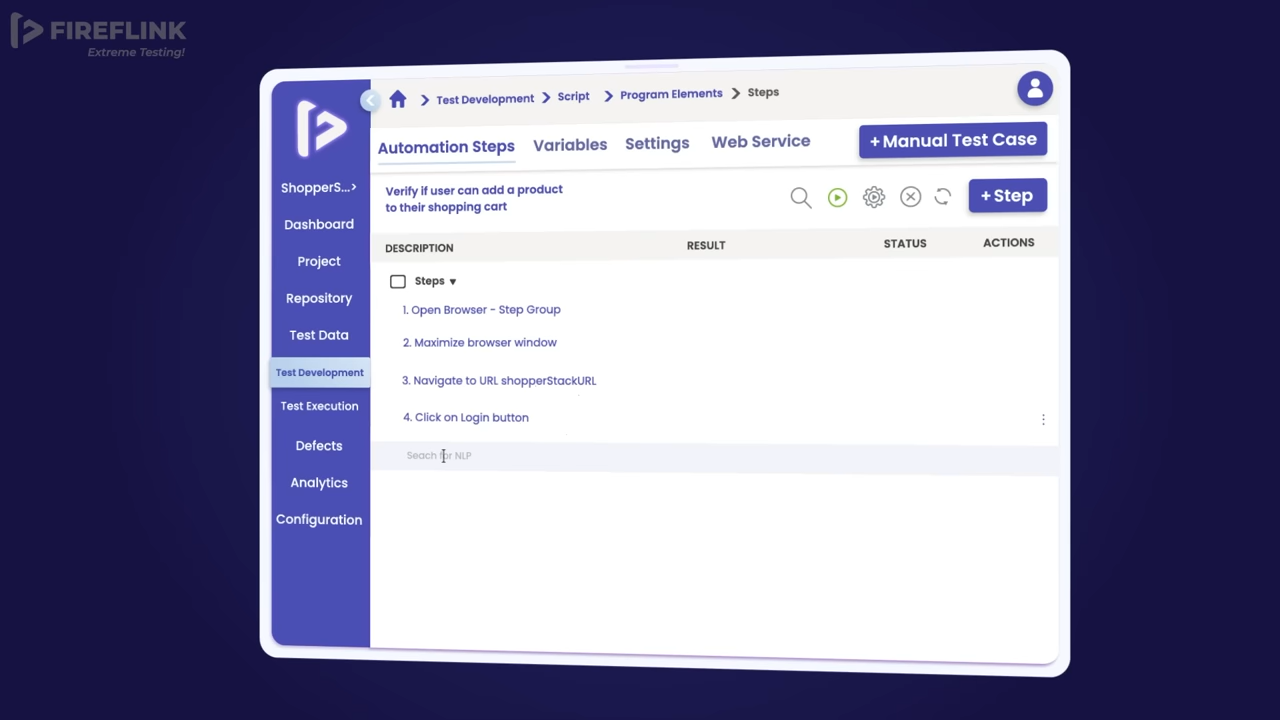 FIREFLINK
Extreme Testing!
Test Development
Script
Program Elements
Steps
Automation Steps
Variables
Settings
Web Service
+Manual Test Case
Verify if user can add a product
to their shopping cart
+Step
DESCRIPTION
RESULT
STATUS
ACTIONS
Steps
1. Open Browser - Step Group
2. Maximize browser window
3. Navigate to URL shopperStackURL
4. Click on Login button
Seach for NLP
ShopperS...>
Dashboard
Project
Repository
Test Data
Test Development
Test Execution
Defects
Analytics
Configuration